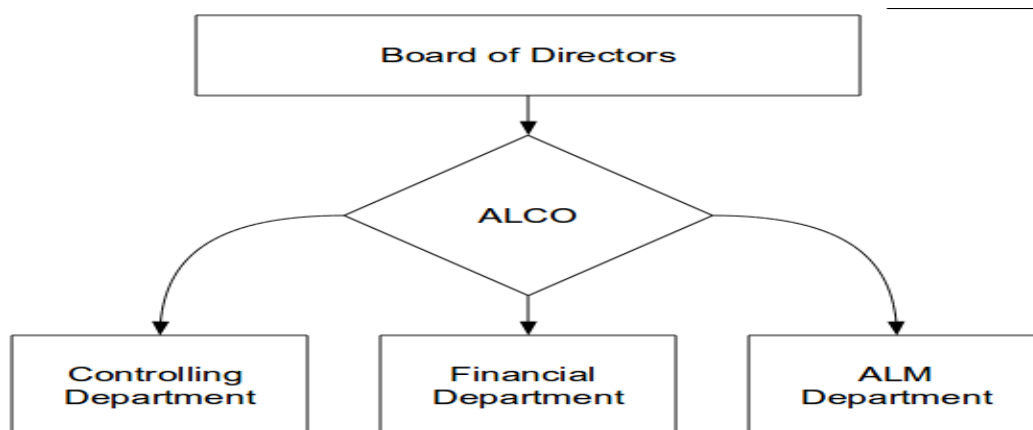 Board of Directors
ALCO
Controlling
Department
Financial
Department
ALM
Department